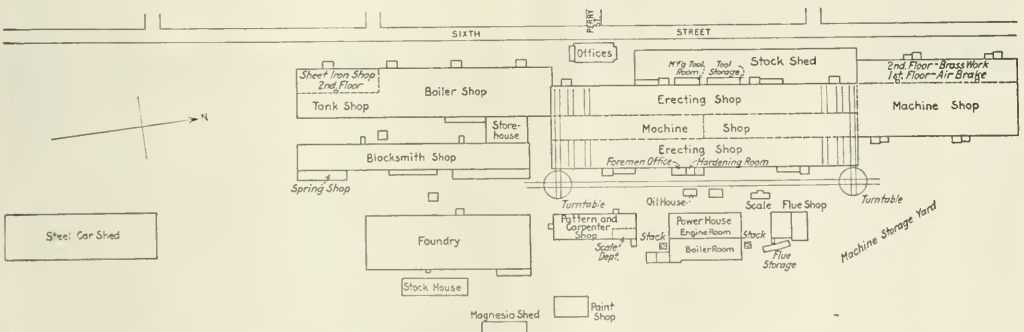 SIXTH
PERRY ST.
STREET
Offices
Stock Shed
M'f'g Tool Room
Tool Storage
2nd. Floor-Brass Work
1st. Floor-Air Brake
Sheet Iron Shop
2nd. Floor
Tank Shop
Boiler Shop
Erecting Shop
Machine Shop
Machine Shop
Store-
house
Erecting Shop
Blacksmith Shop
Foremen Office
Hardening Room
Spring Shop
N
Turntable
Oil House
Scale
Flue Shop
Turntable
Steel Car Shed
Foundry
Pattern and
Carpenter
Shop
Scale
Dept.
Stack
Power House
Engine Room
Boiler Room
Stack
Flue
Storage
Machine Storage Yard
Stock House
Magnesia Shed
Paint
Shop